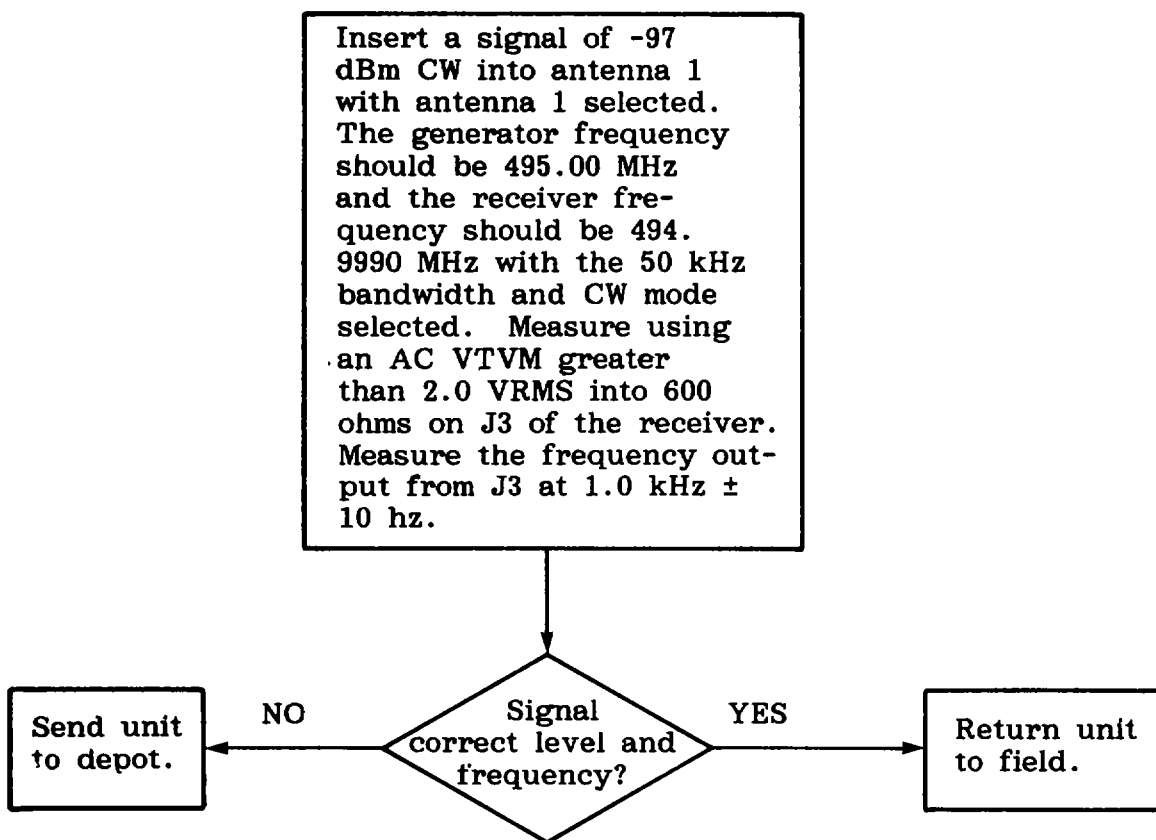 Insert a signal of -97
dBm CW into antenna 1
with antenna 1 selected.
The generator frequency
should be 495.00 MHz
and the receiver fre-
quency should be 494.
9990 MHz with the 50 kHz
bandwidth and CW mode
selected. Measure using
an AC VTVM greater
than 2.0 VRMS into 600
ohms on J3 of the receiver.
Measure the frequency out-
put from J3 at 1.0 kHz ±
10 hz.
Signal
correct level and
frequency?
NO
YES
Send unit
to depot.
Return unit
to field.